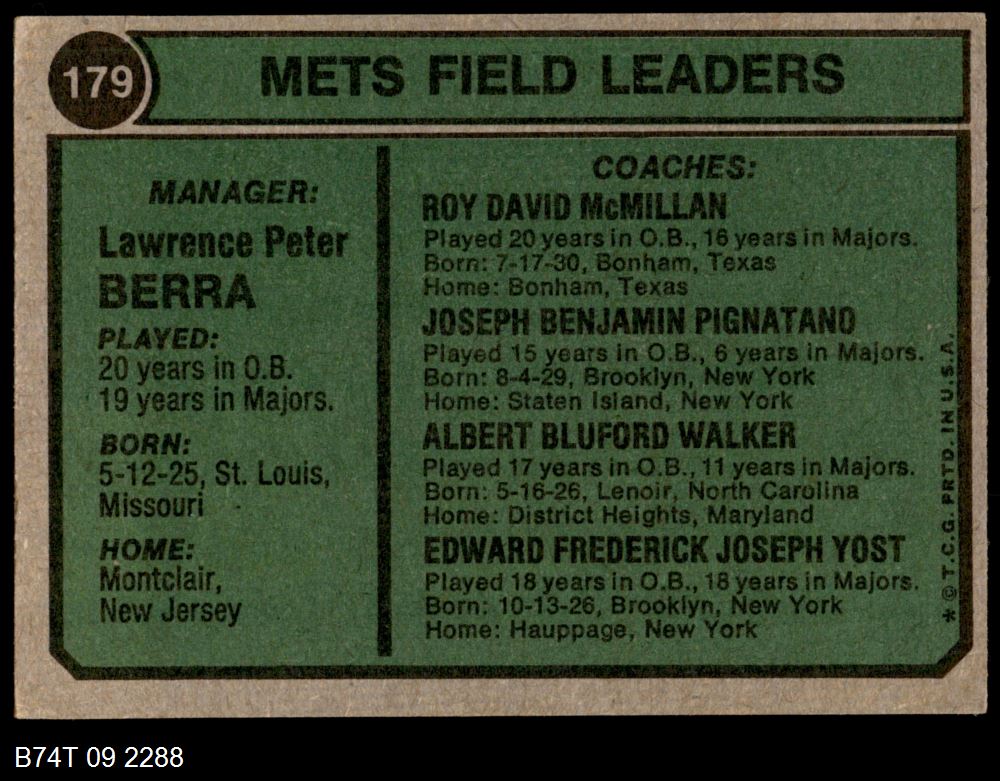 179
METS FIELD LEADERS
MANAGER:
Lawrence Peter
BERRA
PLAYED:
20 years in O.B.
19 years in Majors.
BORN:
5-12-25, St. Louis,
Missouri
HOME:
Montclair,
New Jersey
COACHES:
ROY DAVID McMILLAN
Played 20 years in O.B., 16 years in Majors.
Born: 7-17-30, Bonham, Texas
Home: Bonham, Texas
JOSEPH BENJAMIN PIGNATANO
Played 15 years in O.B., 6 years in Majors.
Born: 8-4-29, Brooklyn, New York
Home: Staten Island, New York
ALBERT BLUFORD WALKER
Played 17 years in O.B., 11 years in Majors.
Born: 5-16-26, Lenoir, North Carolina
Home: District Heights, Maryland
EDWARD FREDERICK JOSEPH YOST
Played 18 years in O.B., 18 years in Majors.
Born: 10-13-26, Brooklyn, New York
Home: Hauppage, New York
* © T.C.G. PRTD. IN U.S.A.
B74T 09 2288